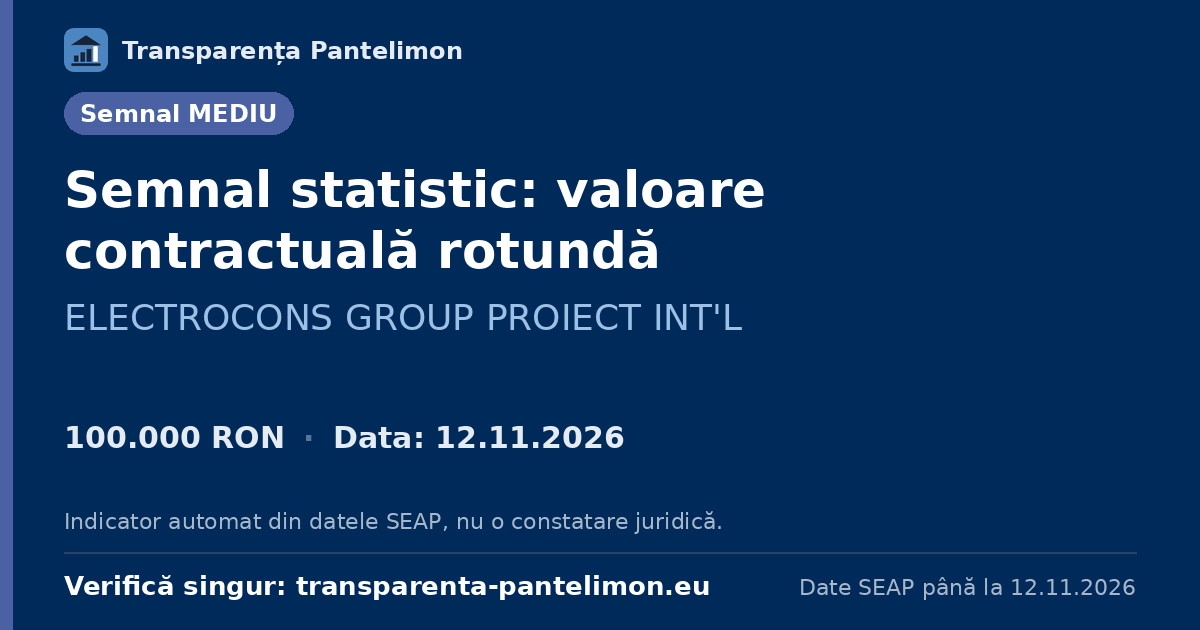 Transparența Pantelimon
Semnal MEDIU
Semnal statistic: valoare
contractuală rotundă
ELECTROCONS GROUP PROIECT INT'L
100.000 RON · Data: 12.11.2026
Indicator automat din datele SEAP, nu o constatare juridică.
Verifică singur: transparenta-pantelimon.eu
Date SEAP până la 12.11.2026